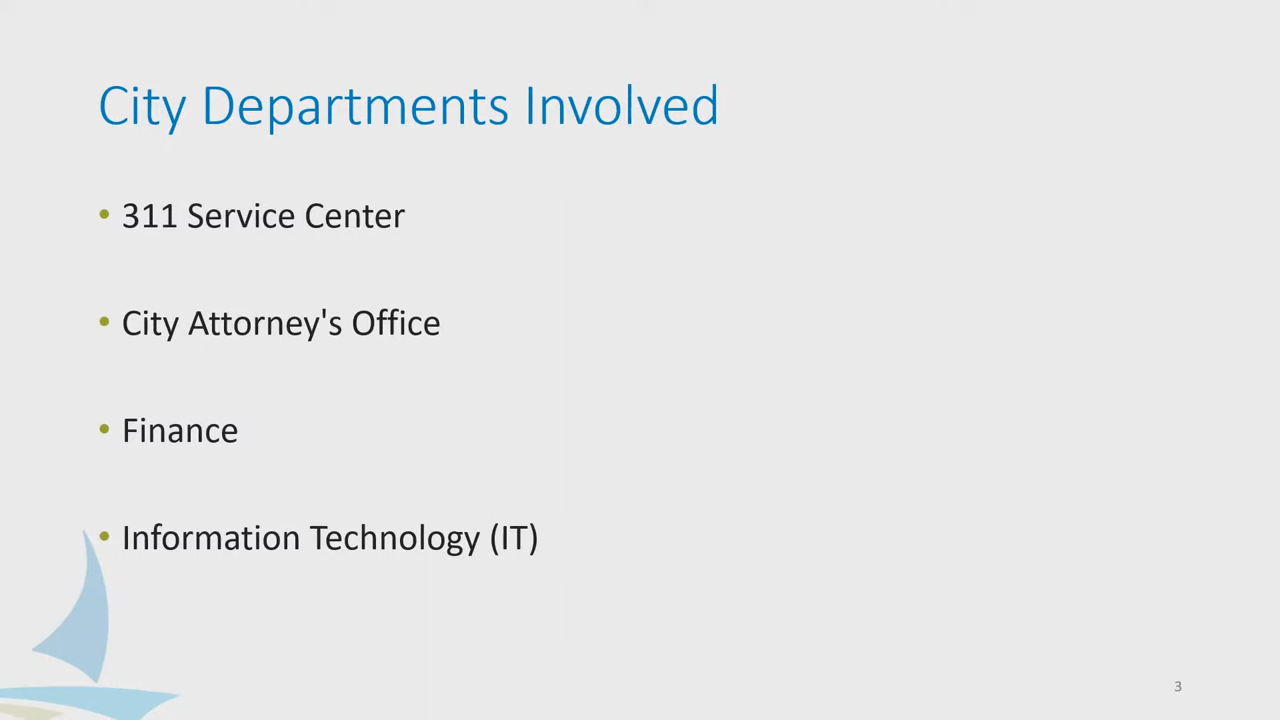 City Departments Involved
• 311 Service Center
• City Attorney's Office
• Finance
• Information Technology (IT)
3